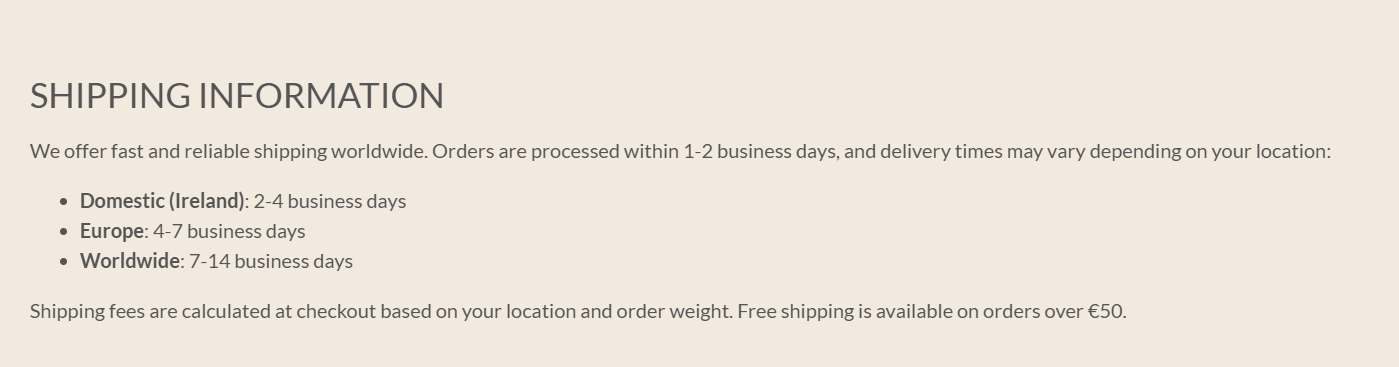 SHIPPING INFORMATION
We offer fast and reliable shipping worldwide. Orders are processed within 1-2 business days, and delivery times may vary depending on your location:
• Domestic (Ireland): 2-4 business days
• Europe: 4-7 business days
• Worldwide: 7-14 business days
Shipping fees are calculated at checkout based on your location and order weight. Free shipping is available on orders over €50.